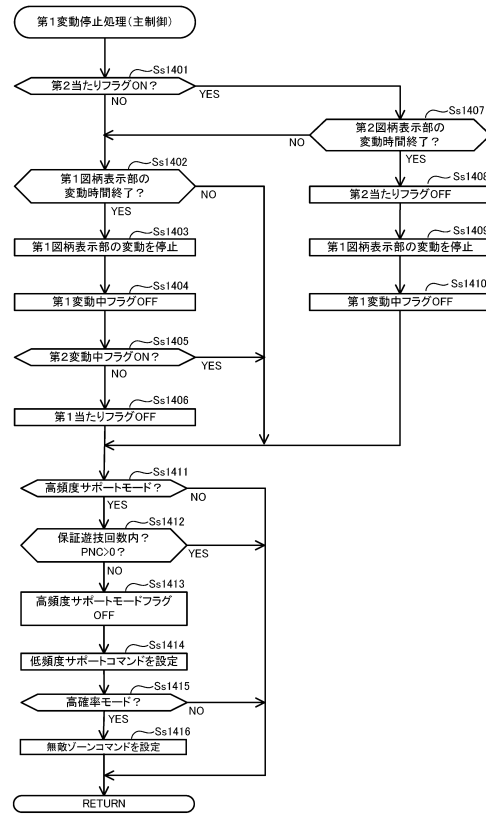 第1変動停止処理(主制御)
Ss1401
第2当たりフラグON?
YES
NO
Ss1407
第2図柄表示部の
変動時間終了?
NO
YES
Ss1402
第1図柄表示部の
変動時間終了?
NO
YES
Ss1408
第2当たりフラグOFF
Ss1403
第1図柄表示部の変動を停止
Ss1409
第1図柄表示部の変動を停止
Ss1404
第1変動中フラグOFF
Ss1410
第1変動中フラグOFF
Ss1405
第2変動中フラグON?
YES
NO
Ss1406
第1当たりフラグOFF
Ss1411
高頻度サポートモード?
NO
YES
Ss1412
保証遊技回数内?
PNC>0?
YES
NO
Ss1413
高頻度サポートモードフラグ
OFF
Ss1414
低頻度サポートコマンドを設定
Ss1415
高確率モード?
NO
YES
Ss1416
無敵ゾーンコマンドを設定
RETURN